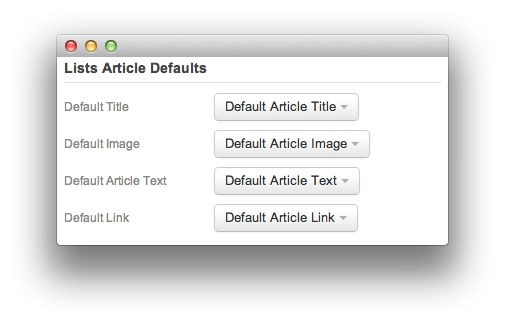 Lists Article Defaults
Default Title Default Article Title
Default Image Default Article Image
Default Article Text Default Article Text
Default Link Default Article Link